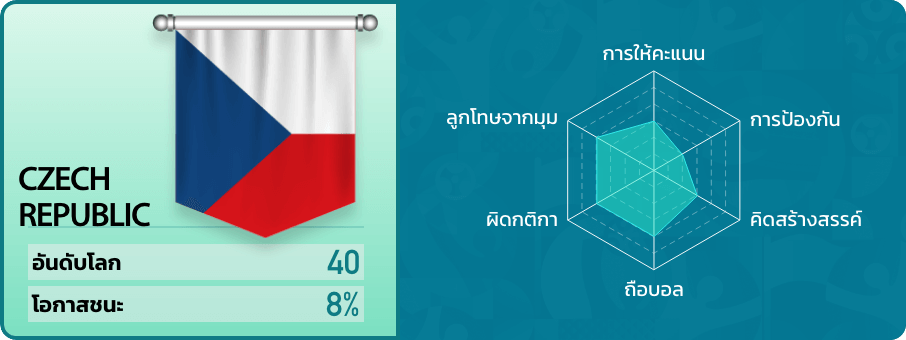 CZECH
REPUBLIC
อันดับโลก 40
โอกาสชนะ 8%
การให้คะแนน
ลูกโทษจากมุม
การป้องกัน
ผิดกติกา
คิดสร้างสรรค์
ถือบอล